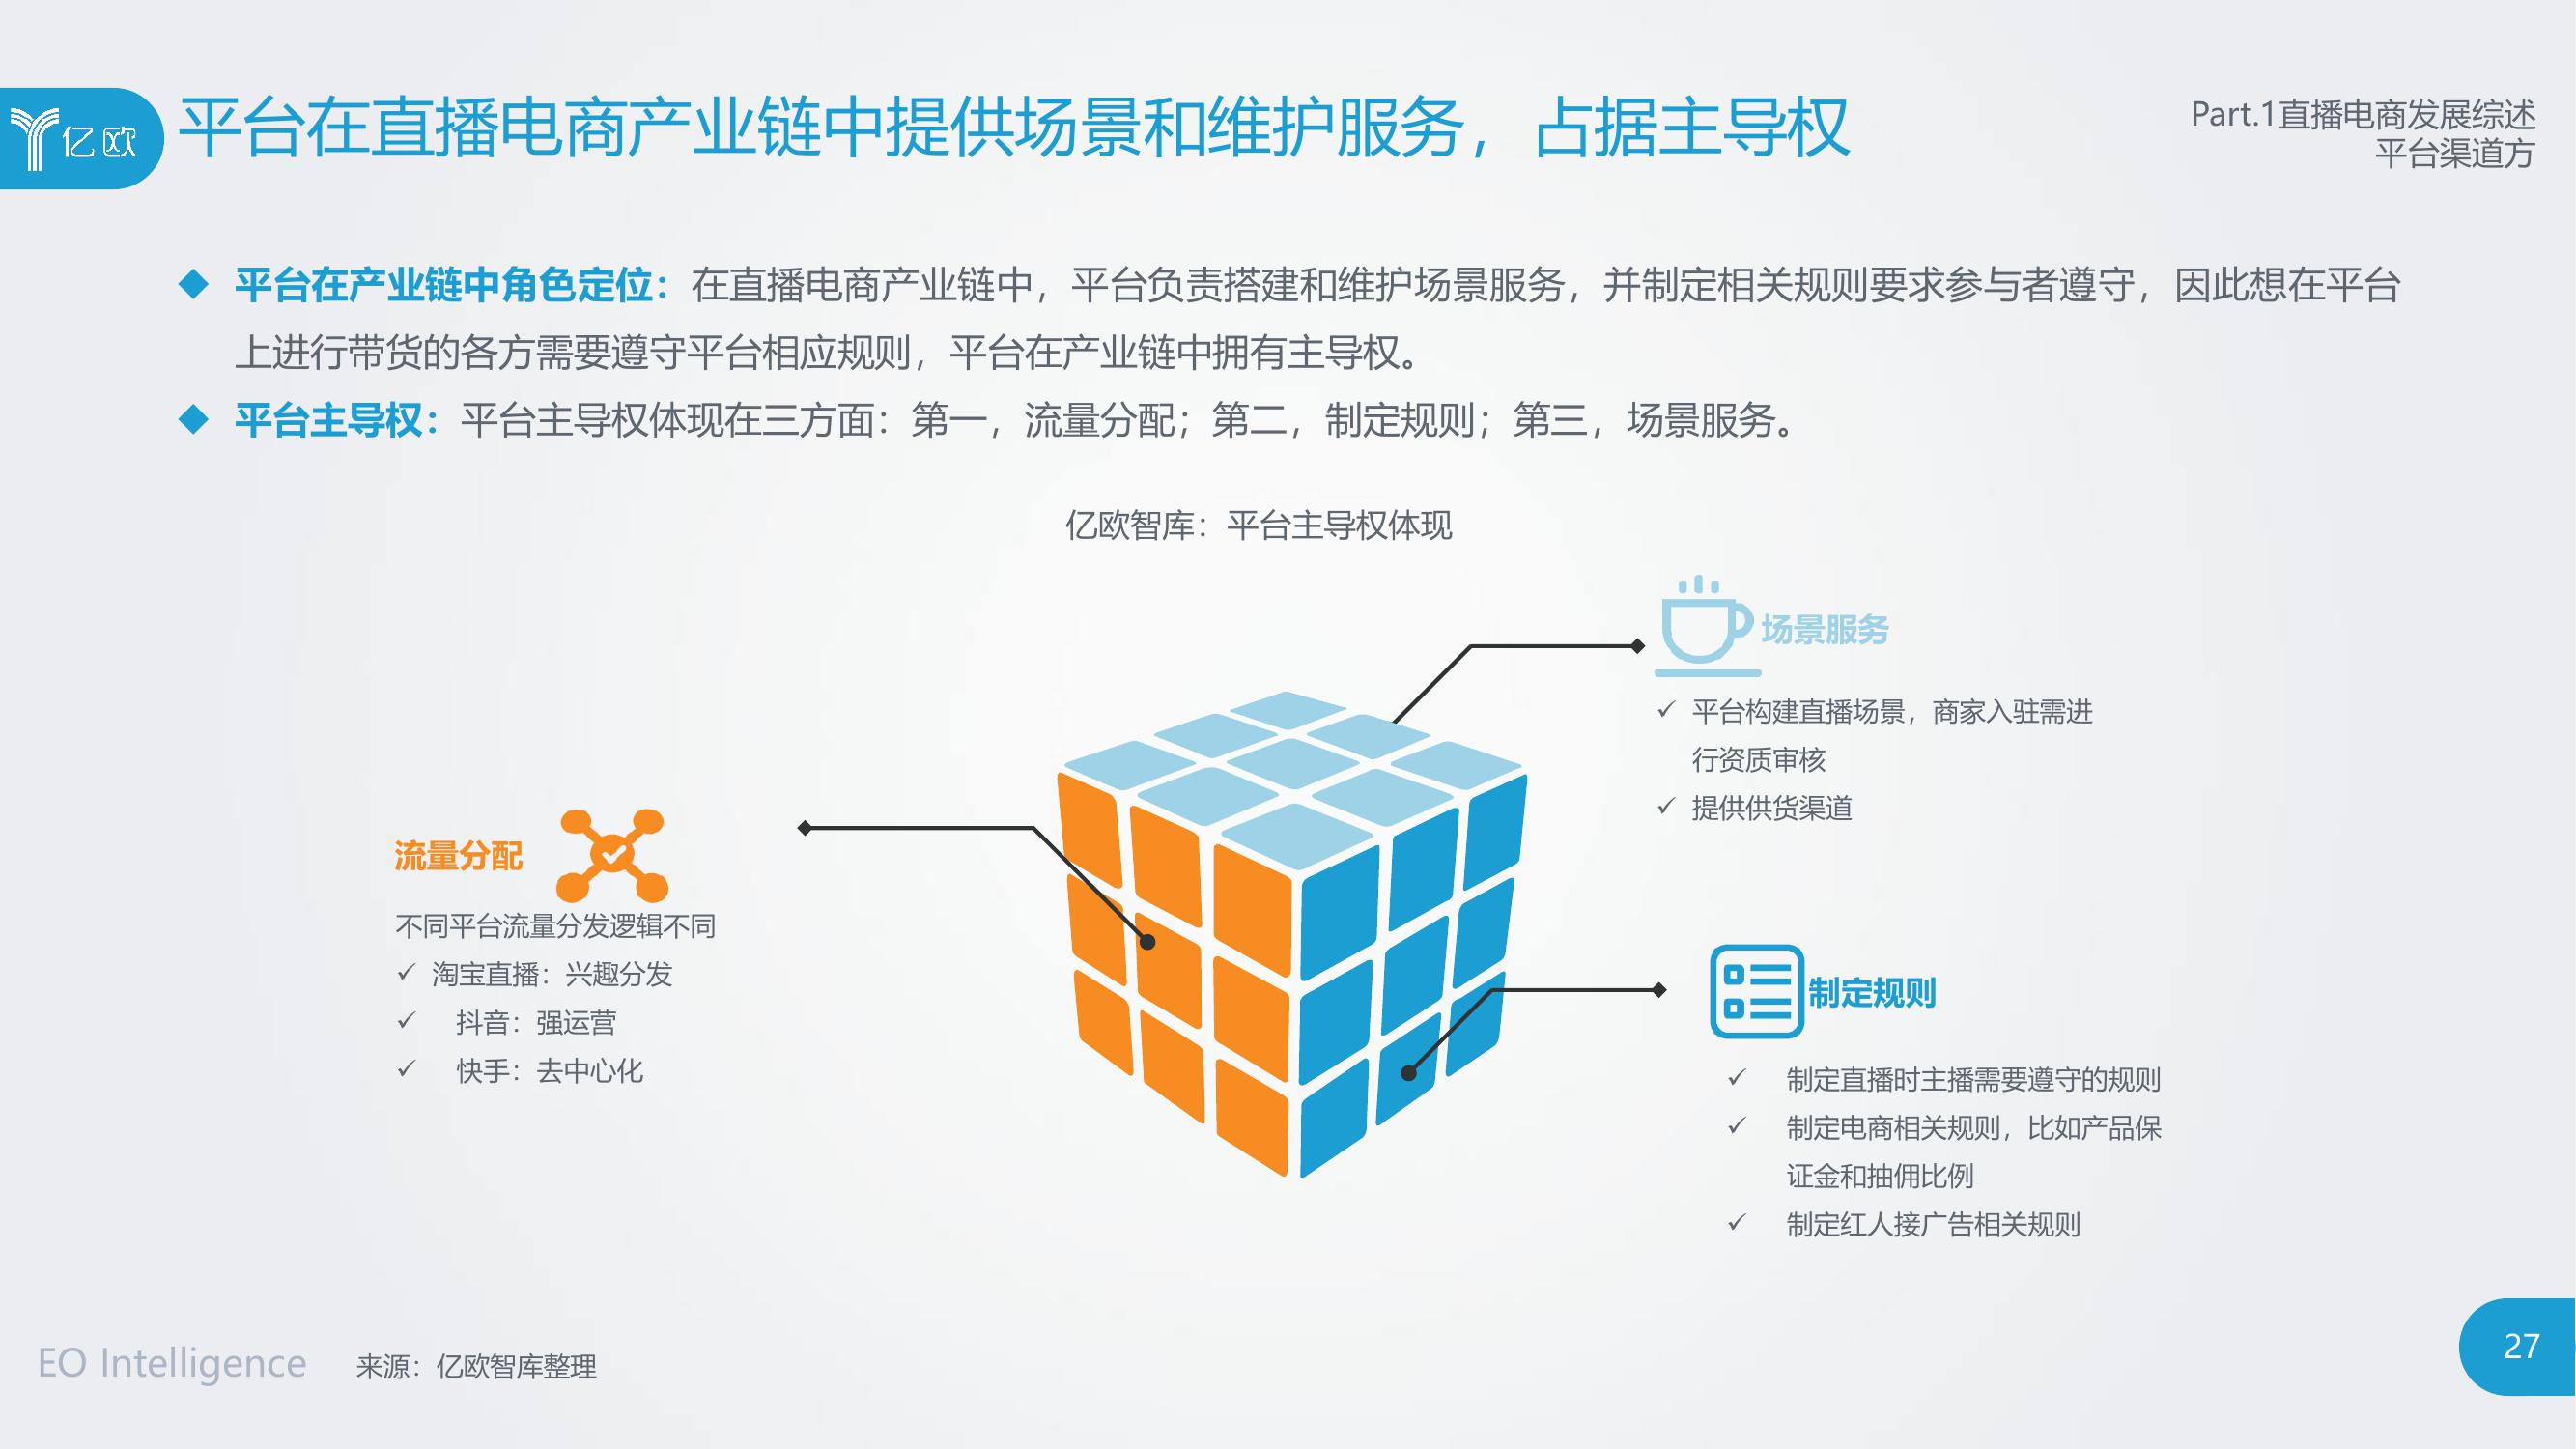 亿欧
平台在直播电商产业链中提供场景和维护服务，占据主导权
Part.1直播电商发展综述
平台渠道方
平台在产业链中角色定位：在直播电商产业链中，平台负责搭建和维护场景服务，并制定相关规则要求参与者遵守，因此想在平台
上进行带货的各方需要遵守平台相应规则，平台在产业链中拥有主导权。
平台主导权：平台主导权体现在三方面：第一，流量分配；第二，制定规则；第三，场景服务。
亿欧智库：平台主导权体现
场景服务
平台构建直播场景，商家入驻需进
行资质审核
提供供货渠道
流量分配
不同平台流量分发逻辑不同
淘宝直播：兴趣分发
抖音：强运营
快手：去中心化
制定规则
制定直播时主播需要遵守的规则
制定电商相关规则，比如产品保
证金和抽佣比例
制定红人接广告相关规则
EO Intelligence
来源：亿欧智库整理
27